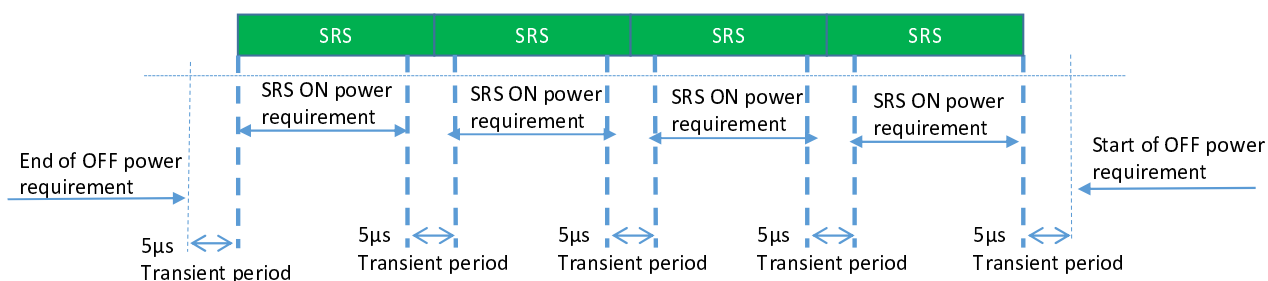 SRS SRS SRS SRS
SRS ON power
requirement
SRS ON power
requirement
SRS ON power
requirement
SRS ON power
requirement
End of OFF power
requirement
Start of OFF power
requirement
5µs
Transient period
5µs
Transient period
5µs
Transient period
5µs
Transient period
5µs
Transient period